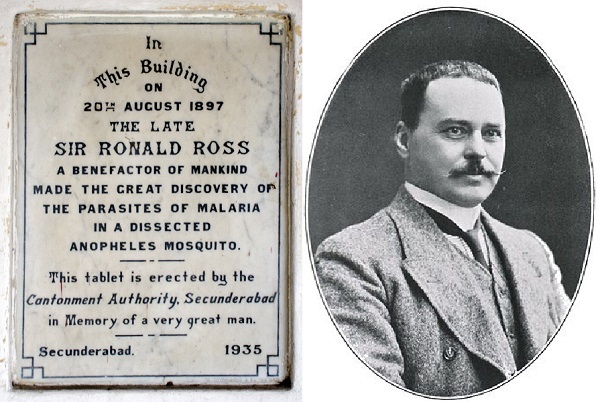 In
This Building
ON
20TH AUGUST 1897
THE LATE
SIR RONALD ROSS
A BENEFACTOR OF MANKIND
MADE THE GREAT DISCOVERY OF
THE PARASITES OF MALARIA
IN A DISSECTED
ANOPHELES MOSQUITO.
This tablet is erected by the
Cantonment Authority, Secunderabad
in Memory of a very great man.
Secunderabad. 1935